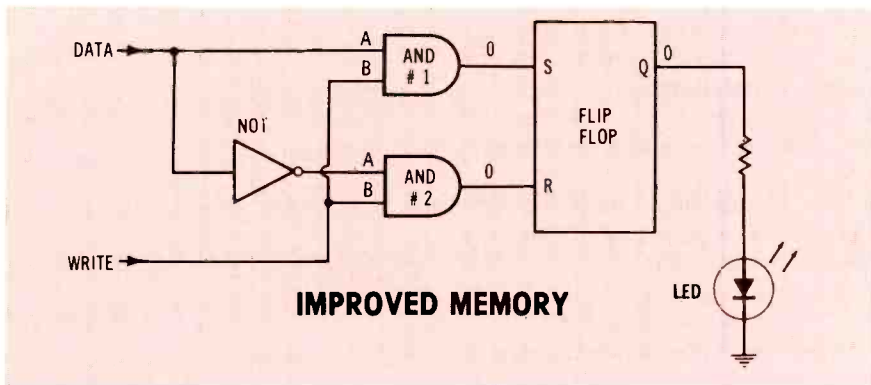 DATA
A
B
AND
# 1
0
S
Q
0
FLIP
FLOP
NOT
A
B
AND
# 2
0
R
WRITE
IMPROVED MEMORY
LED